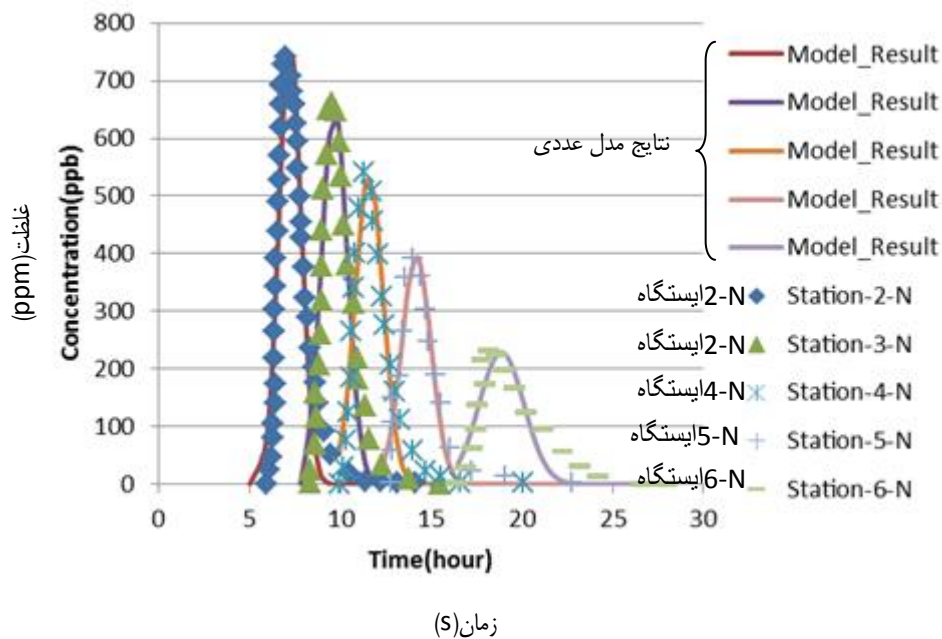 800
700
600
500
400
300
200
100
0
0 5 10 15 20 25 30
Concentration(ppb)
غلظت(ppm)
Time(hour)
زمان(s)
نتایج مدل عددی
Model_Result
Model_Result
Model_Result
Model_Result
Model_Result
ایستگاه2-N Station-2-N
ایستگاه2-N Station-3-N
ایستگاه4-N Station-4-N
ایستگاه5-N Station-5-N
ایستگاه6-N Station-6-N